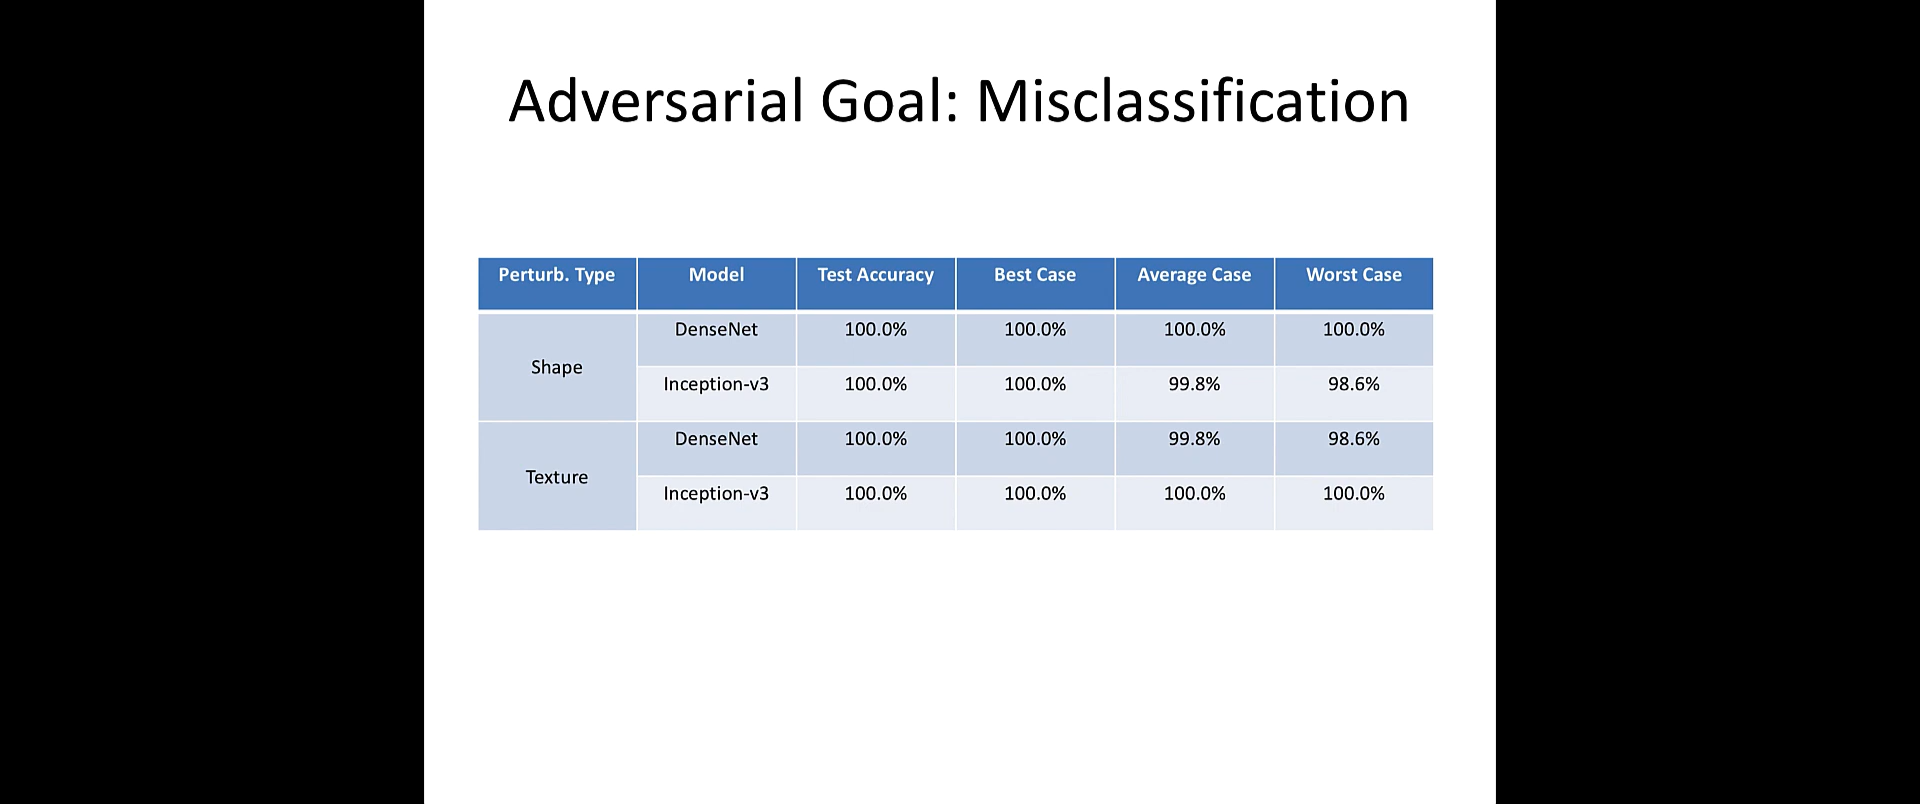 Adversarial Goal: Misclassification
Perturb. Type Model Test Accuracy Best Case Average Case Worst Case
Shape
DenseNet 100.0% 100.0% 100.0% 100.0%
Inception-v3 100.0% 100.0% 99.8% 98.6%
Texture
DenseNet 100.0% 100.0% 99.8% 98.6%
Inception-v3 100.0% 100.0% 100.0% 100.0%